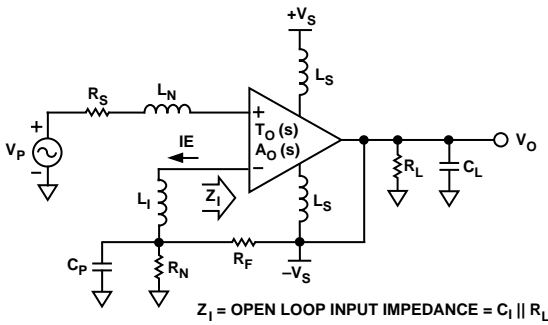 +VS
LS
RS
LN
+
TO (s)
AO (s)
+
VP
–
IE
–
ZI
LI
LS
VO
RL
CL
CP
RN
RF
–VS
ZI = OPEN LOOP INPUT IMPEDANCE = CI || RL